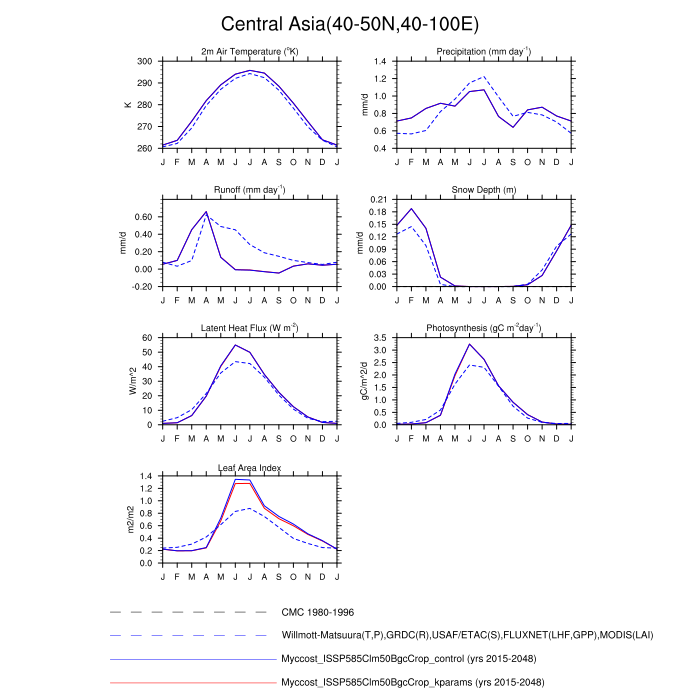 Central Asia(40-50N,40-100E)
2m Air Temperature (°K)
Precipitation (mm day-1)
300
290
280
270
260
K
J F M A M J J A S O N D J
1.4
1.2
1.0
0.8
0.6
0.4
mm/d
J F M A M J J A S O N D J
Runoff (mm day-1)
Snow Depth (m)
0.60
0.40
0.20
0.00
-0.20
mm/d
J F M A M J J A S O N D J
0.21
0.18
0.15
0.12
0.09
0.06
0.03
0.00
mm/d
J F M A M J J A S O N D J
Latent Heat Flux (W m-2)
Photosynthesis (gC m-2day-1)
60
50
40
30
20
10
0
W/m^2
J F M A M J J A S O N D J
3.5
3.0
2.5
2.0
1.5
1.0
0.5
0.0
gC/m^2/d
J F M A M J J A S O N D J
Leaf Area Index
1.4
1.2
1.0
0.8
0.6
0.4
0.2
0.0
m2/m2
J F M A M J J A S O N D J
CMC 1980-1996
Willmott-Matsuura(T,P),GRDC(R),USAF/ETAC(S),FLUXNET(LHF,GPP),MODIS(LAI)
Myccost_ISSP585Clm50BgcCrop_control (yrs 2015-2048)
Myccost_ISSP585Clm50BgcCrop_kparams (yrs 2015-2048)